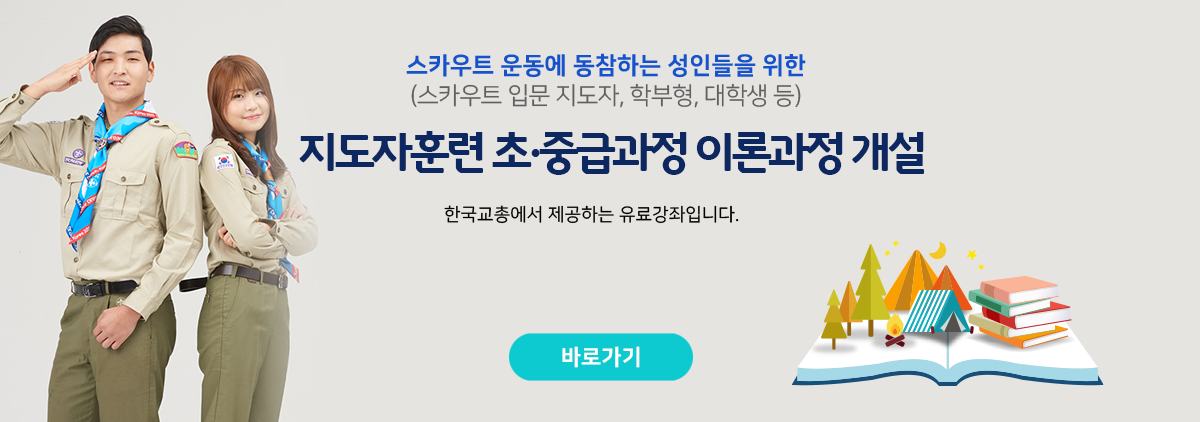 스카우트 운동에 동참하는 성인들을 위한
(스카우트 입문 지도자, 학부형, 대학생 등)
지도자훈련 초·중급과정 이론과정 개설
한국교총에서 제공하는 유료강좌입니다.
바로가기